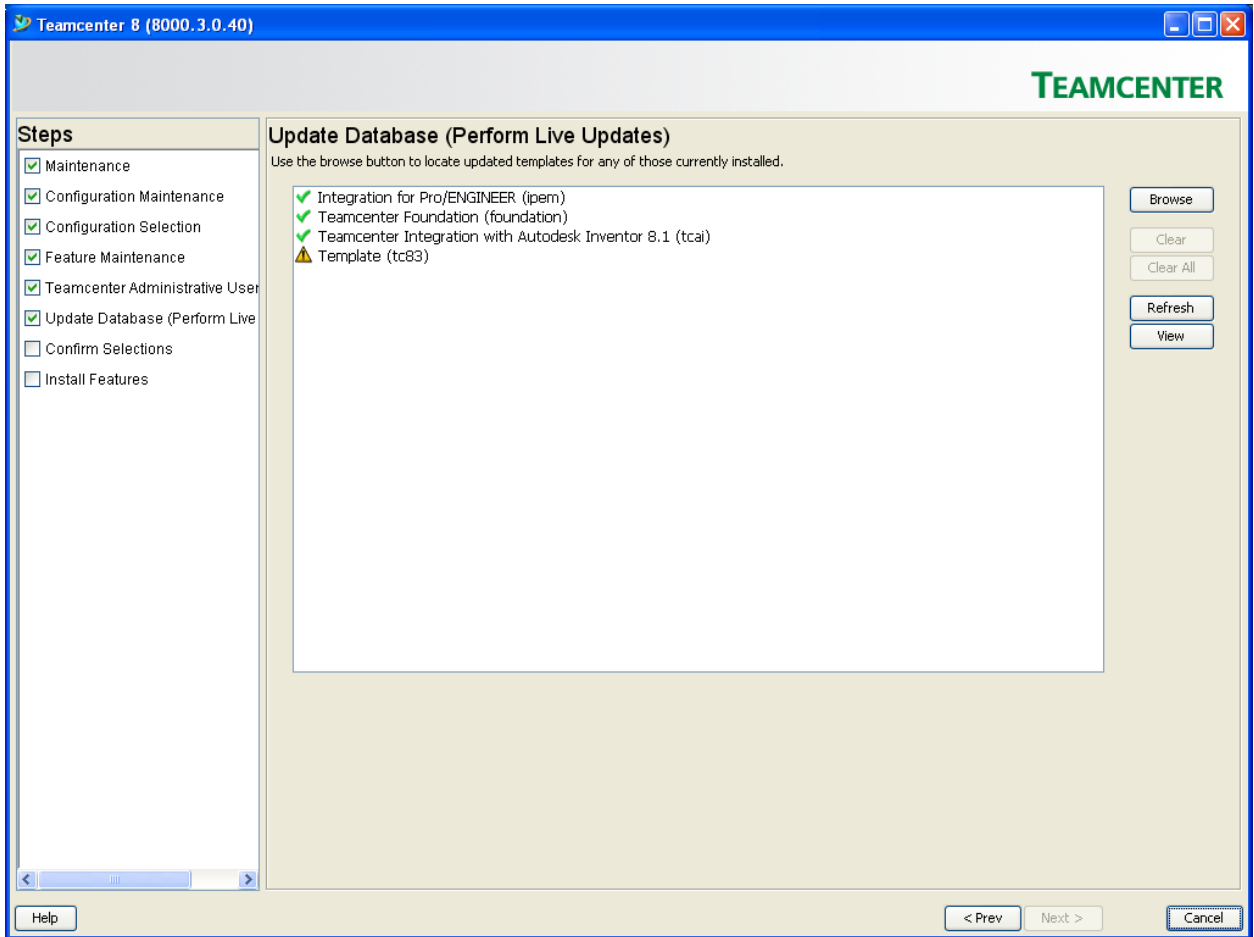 Teamcenter 8 (8000.3.0.40)
TEAMCENTER
Steps
Maintenance
Configuration Maintenance
Configuration Selection
Feature Maintenance
Teamcenter Administrative User
Update Database (Perform Live
Confirm Selections
Install Features
Update Database (Perform Live Updates)
Use the browse button to locate updated templates for any of those currently installed.
Integration for Pro/ENGINEER (ipem)
Teamcenter Foundation (foundation)
Teamcenter Integration with Autodesk Inventor 8.1 (tcai)
Template (tc83)
Browse
Clear
Clear All
Refresh
View
Help
< Prev
Next >
Cancel